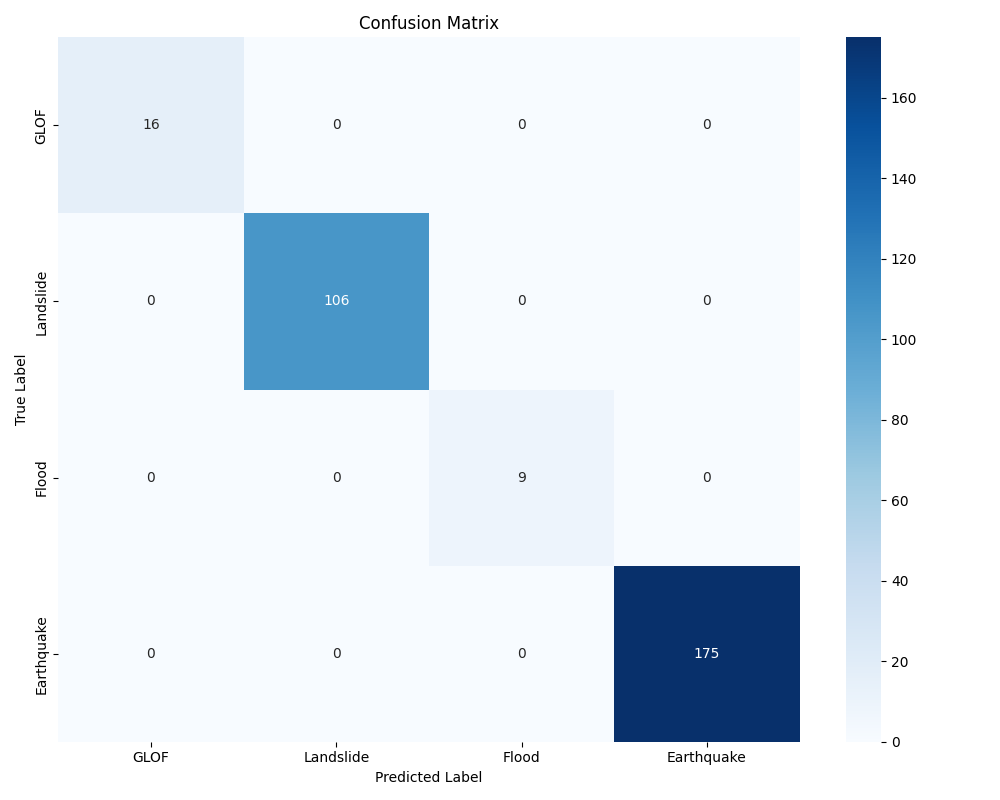 Confusion Matrix
GLOF 16 0 0 0
Landslide 0 106 0 0
Flood 0 0 9 0
Earthquake 0 0 0 175
GLOF Landslide Flood Earthquake
Predicted Label
True Label
160
140
120
100
80
60
40
20
0